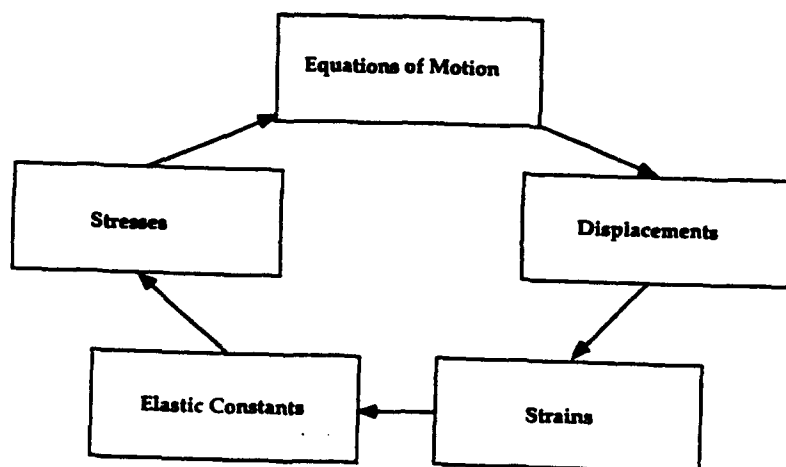 Equations of Motion
Stresses
Displacements
Elastic Constants
Strains